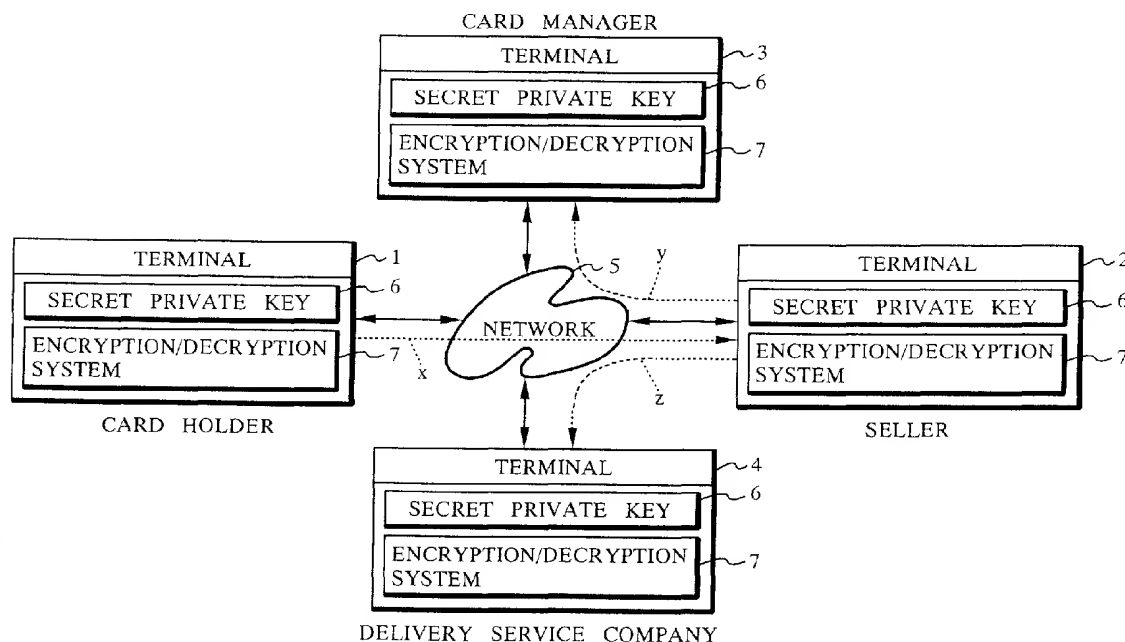 CARD MANAGER
TERMINAL
3
SECRET PRIVATE KEY
6
ENCRYPTION/DECRYPTION
SYSTEM
7
TERMINAL
1
SECRET PRIVATE KEY
6
ENCRYPTION/DECRYPTION
SYSTEM
7
CARD HOLDER
5
NETWORK
x
y
z
TERMINAL
2
SECRET PRIVATE KEY
6
ENCRYPTION/DECRYPTION
SYSTEM
7
SELLER
TERMINAL
4
SECRET PRIVATE KEY
6
ENCRYPTION/DECRYPTION
SYSTEM
7
DELIVERY SERVICE COMPANY